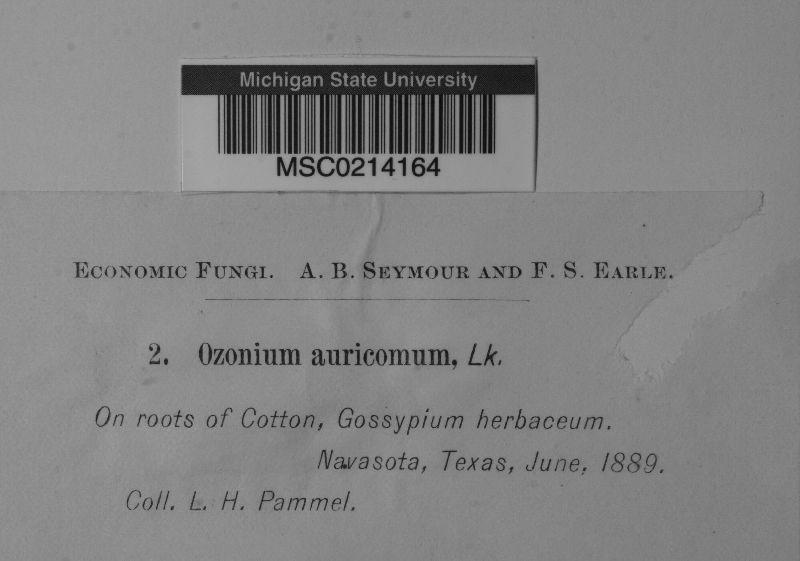 Michigan State University
MSC0214164
Economic Fungi. A. B. Seymour and F. S. Earle.
2. Ozonium auricomum, Lk.
On roots of Cotton, Gossypium herbaceum.
Navasota, Texas, June, 1889.
Coll. L. H. Pammel.